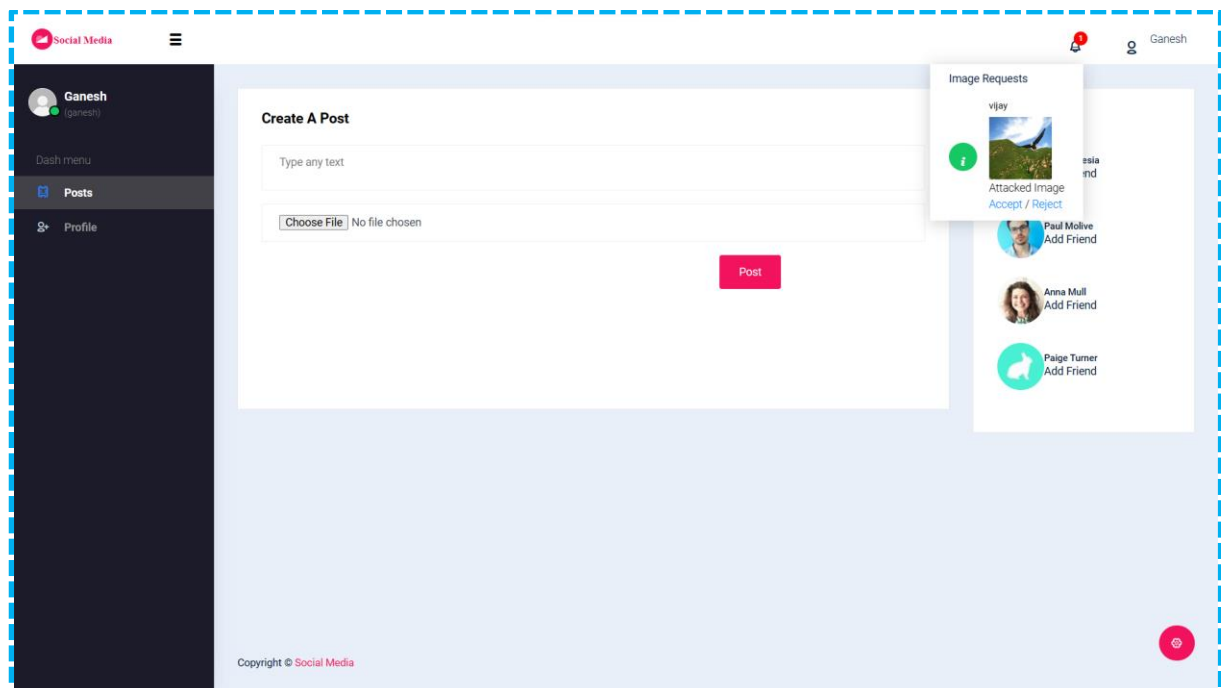 Social Media
1
Ganesh
Ganesh
(ganesh)
Dash menu
Posts
Profile
Create A Post
Type any text
Choose File No file chosen
Post
Image Requests
vijay
i
Attacked Image
Accept / Reject
Paul Molive
Add Friend
Anna Mull
Add Friend
Paige Turner
Add Friend
Copyright © Social Media